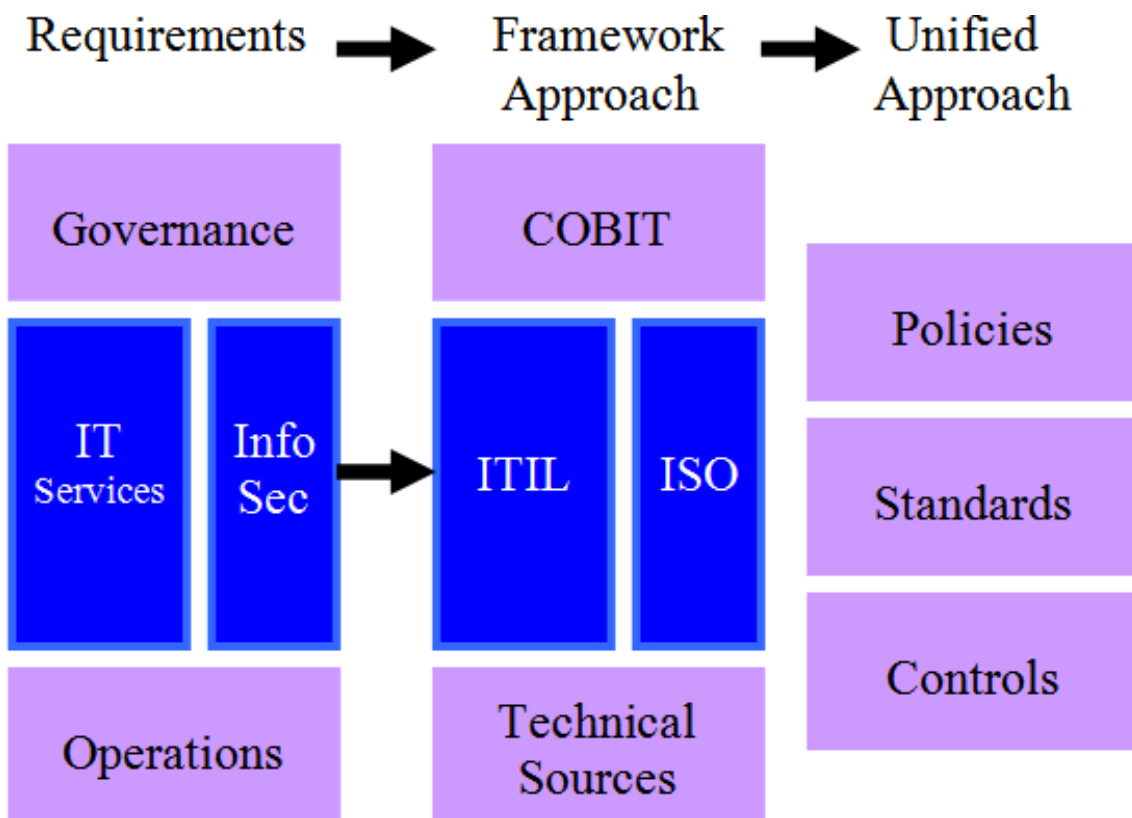 Requirements
Framework
Approach
Unified
Approach
Governance
IT
Services
Info
Sec
Operations
COBIT
ITIL
ISO
Technical
Sources
Policies
Standards
Controls